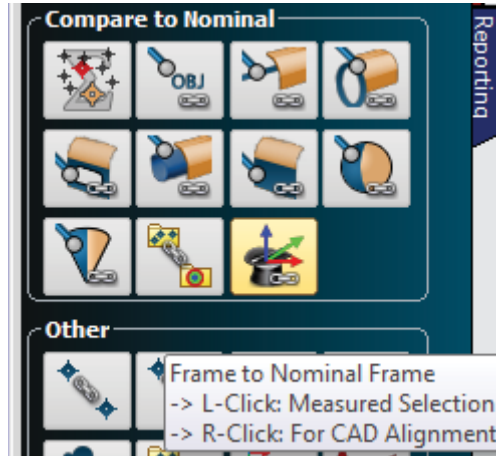 Compare to Nominal
Reporting
OBJ
Other
Frame to Nominal Frame
-> L-Click: Measured Selection
-> R-Click: For CAD Alignment